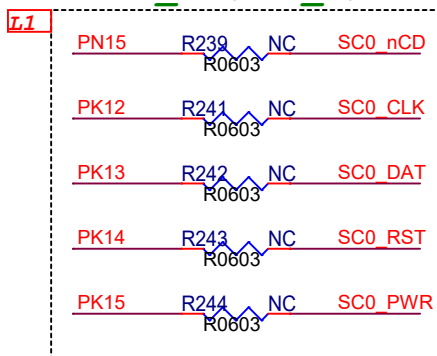 L1
PN15 R239 NC SC0_nCD
R0603
PK12 R241 NC SC0_CLK
R0603
PK13 R242 NC SC0_DAT
R0603
PK14 R243 NC SC0_RST
R0603
PK15 R244 NC SC0_PWR
R0603